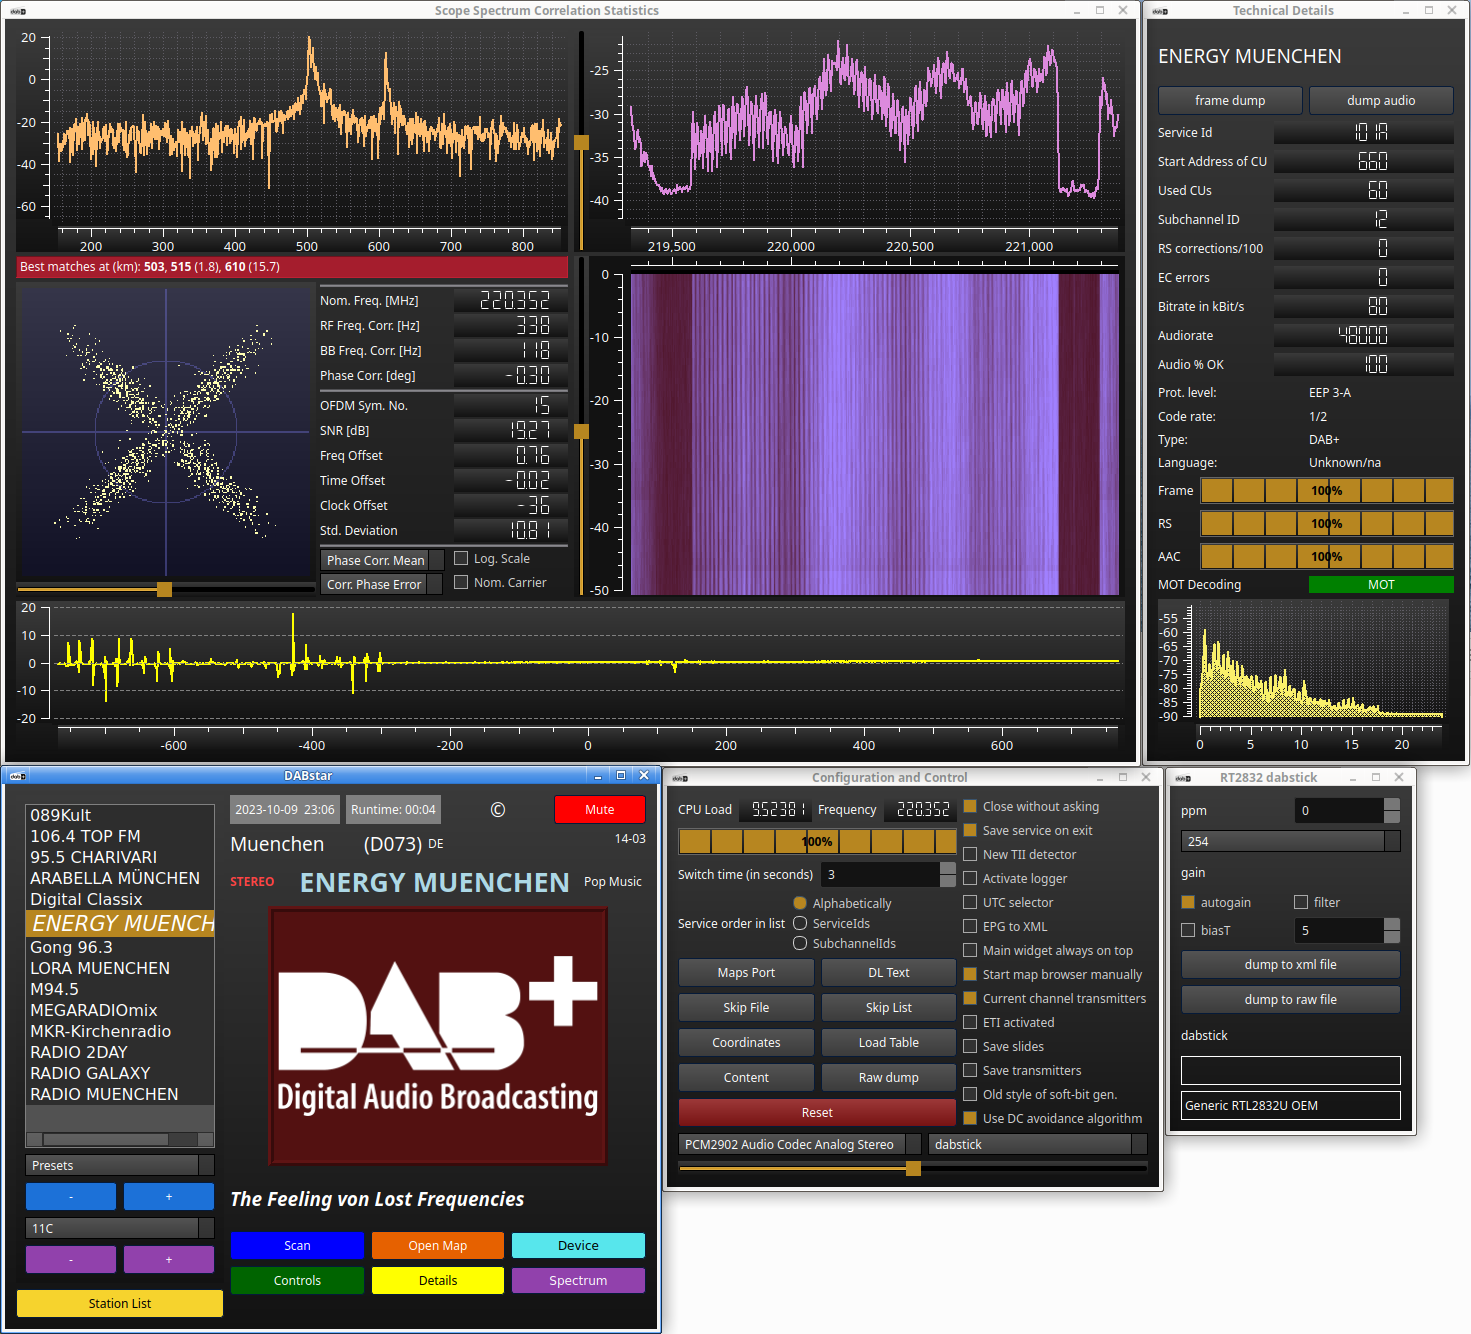 Scope Spectrum Correlation Statistics
20
0
-20
-40
-60
200 300 400 500 600 700 800
-25
-30
-35
-40
219,500 220,000 220,500 221,000
Best matches at (km): 503, 515 (1.8), 610 (15.7)
Nom. Freq. [MHz] 220.352
RF Freq. Corr. [Hz] 338
BB Freq. Corr. [Hz] 118
Phase Corr. [deg] -0.30
OFDM Sym. No. 15
SNR [dB] 19.27
Freq Offset 0.76
Time Offset -0.02
Clock Offset -36
Std. Deviation 10.81
Phase Corr. Mean Log. Scale
Corr. Phase Error Nom. Carrier
0
-10
-20
-30
-40
-50
20
10
0
-10
-20
-600 -400 -200 0 200 400 600
Technical Details
ENERGY MUENCHEN
frame dump dump audio
Service Id 101A
Start Address of CU 660
Used CUs 60
Subchannel ID 12
RS corrections/100 0
EC errors 0
Bitrate in kBit/s 80
Audiorate 48000
Audio % OK 100
Prot. level: EEP 3-A
Code rate: 1/2
Type: DAB+
Language: Unknown/na
Frame 100%
RS 100%
AAC 100%
MOT Decoding MOT
-55
-60
-65
-70
-75
-80
-85
-90
0 5 10 15 20
DABstar
089Kult
106.4 TOP FM
95.5 CHARIVARI
ARABELLA MÜNCHEN
Digital Classix
ENERGY MUENCH
Gong 96.3
LORA MUENCHEN
M94.5
MEGARADIOmix
MKR-Kirchenradio
RADIO 2DAY
RADIO GALAXY
RADIO MUENCHEN
Presets
- +
11C
- +
Station List
2023-10-09 23:06 Runtime: 00:04 © Mute
Muenchen (D073) DE 14-03
STEREO ENERGY MUENCHEN Pop Music
DAB+
Digital Audio Broadcasting
The Feeling von Lost Frequencies
Scan Open Map Device
Controls Details Spectrum
Configuration and Control
CPU Load 9.52381 Frequency 220.352
100%
Switch time (in seconds) 3
Service order in list
Alphabetically
ServiceIds
SubchannelIds
Maps Port DL Text
Skip File Skip List
Coordinates Load Table
Content Raw dump
Reset
PCM2902 Audio Codec Analog Stereo dabstick
Close without asking
Save service on exit
New TII detector
Activate logger
UTC selector
EPG to XML
Main widget always on top
Start map browser manually
Current channel transmitters
ETI activated
Save slides
Save transmitters
Old style of soft-bit gen.
Use DC avoidance algorithm
RT2832 dabstick
ppm 0
254
gain
autogain filter
biasT 5
dump to xml file
dump to raw file
dabstick
Generic RTL2832U OEM